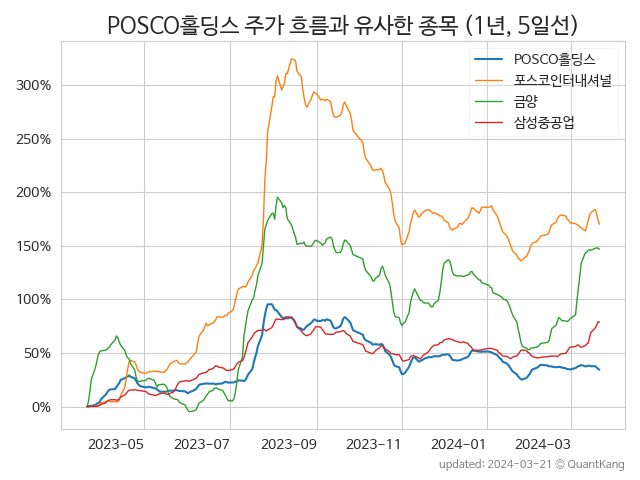 POSCO홀딩스 주가 흐름과 유사한 종목 (1년, 5일선)
POSCO홀딩스
포스코인터내셔널
금양
삼성중공업
300%
250%
200%
150%
100%
50%
0%
2023-05 2023-07 2023-09 2023-11 2024-01 2024-03
updated: 2024-03-21 © QuantKang